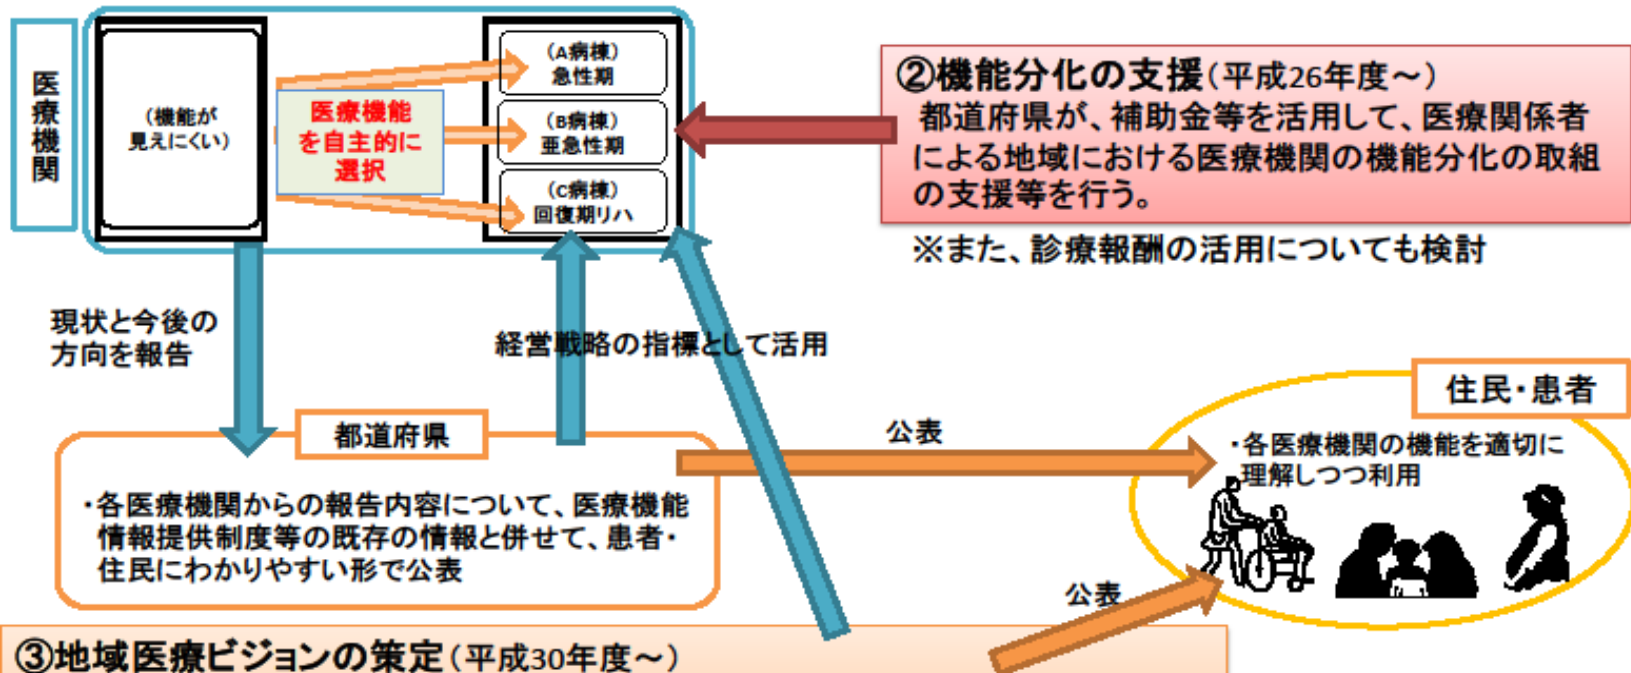 医療機関
(機能が
見えにくい)
医療機能
を自主的に
選択
(A病棟)
急性期
(B病棟)
亜急性期
(C病棟)
回復期リハ
②機能分化の支援(平成26年度～)
都道府県が、補助金等を活用して、医療関係者
による地域における医療機関の機能分化の取組
の支援等を行う。
※また、診療報酬の活用についても検討
現状と今後の
方向を報告
経営戦略の指標として活用
都道府県
・各医療機関からの報告内容について、医療機能
情報提供制度等の既存の情報と併せて、患者・
住民にわかりやすい形で公表
公表
住民・患者
・各医療機関の機能を適切に
理解しつつ利用
公表
③地域医療ビジョンの策定(平成30年度～)